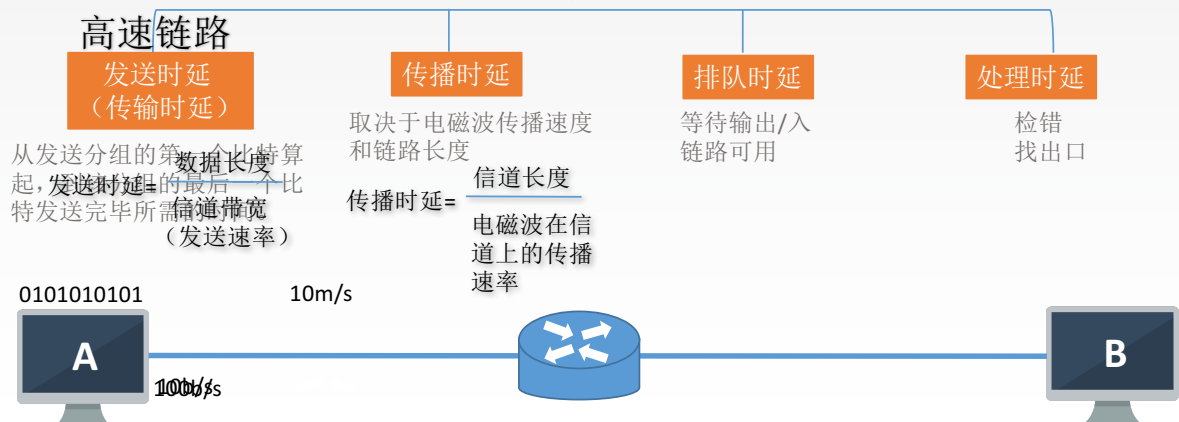 高速链路
发送时延
（传输时延）
从发送分组的第一个比特算
起，到该分组的最后一个比
特发送完毕所需的时间。
发送时延=
数据长度
信道带宽
（发送速率）
传播时延
取决于电磁波传播速度
和链路长度
传播时延=
信道长度
电磁波在信
道上的传播
速率
排队时延
等待输出/入
链路可用
处理时延
检错
找出口
0101010101
10m/s
A
B
10b/s
100b/s